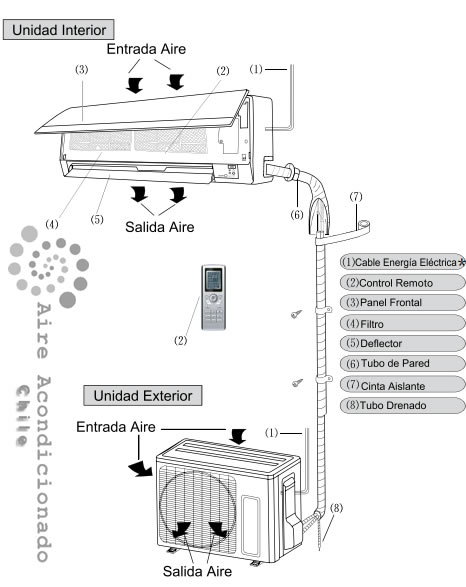 Unidad Interior
Entrada Aire
(3)
(2)
(1)
(4)
(5)
Salida Aire
(6)
(7)
(2)
(1)Cable Energía Eléctrica*
(2)Control Remoto
(3)Panel Frontal
(4)Filtro
(5)Deflector
(6)Tubo de Pared
(7)Cinta Aislante
(8)Tubo Drenado
Aire Acondicionado
Chile
Unidad Exterior
Entrada Aire
(1)
(8)
Salida Aire